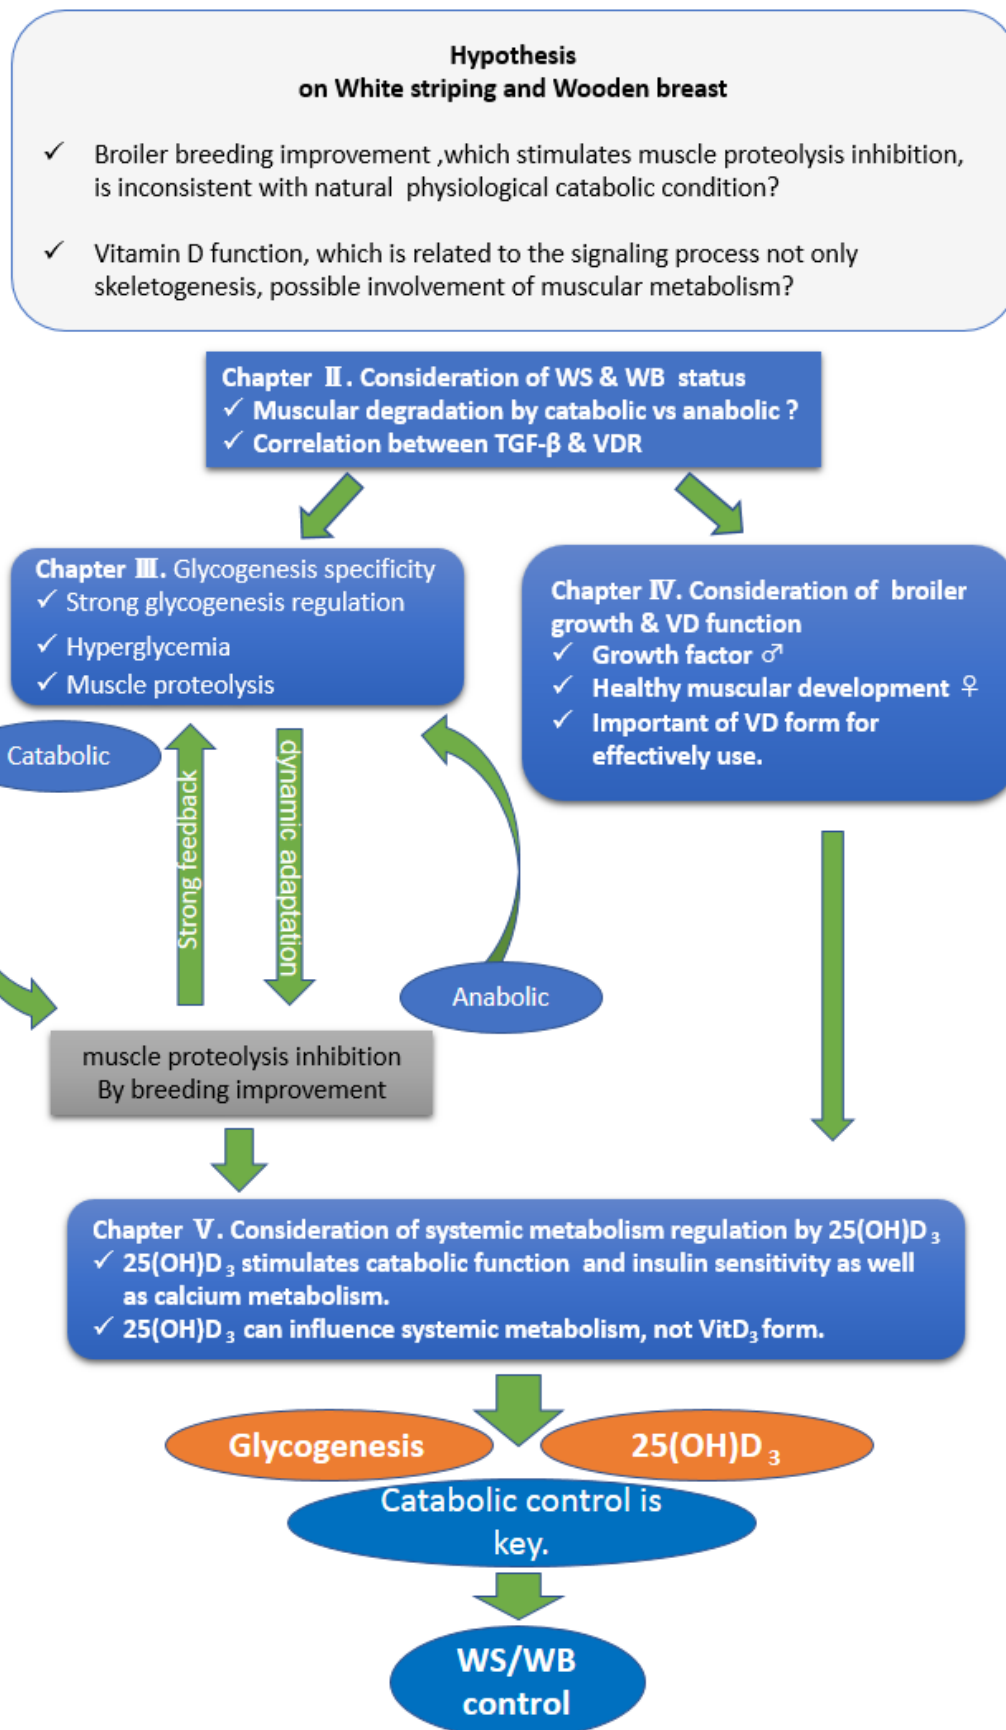 Hypothesis
on White striping and Wooden breast
✓ Broiler breeding improvement ,which stimulates muscle proteolysis inhibition,
is inconsistent with natural physiological catabolic condition?
✓ Vitamin D function, which is related to the signaling process not only
skeletogenesis, possible involvement of muscular metabolism?
Chapter Ⅱ. Consideration of WS & WB status
✓ Muscular degradation by catabolic vs anabolic ?
✓ Correlation between TGF-β & VDR
Chapter Ⅲ. Glycogenesis specificity
✓ Strong glycogenesis regulation
✓ Hyperglycemia
✓ Muscle proteolysis
Chapter Ⅳ. Consideration of broiler
growth & VD function
✓ Growth factor ♂
✓ Healthy muscular development ♀
✓ Important of VD form for
effectively use.
Catabolic
Strong feedback
dynamic adaptation
Anabolic
muscle proteolysis inhibition
By breeding improvement
Chapter Ⅴ. Consideration of systemic metabolism regulation by 25(OH)D₃
✓ 25(OH)D₃ stimulates catabolic function and insulin sensitivity as well
as calcium metabolism.
✓ 25(OH)D₃ can influence systemic metabolism, not VitD₃ form.
Glycogenesis
25(OH)D₃
Catabolic control is
key.
WS/WB
control